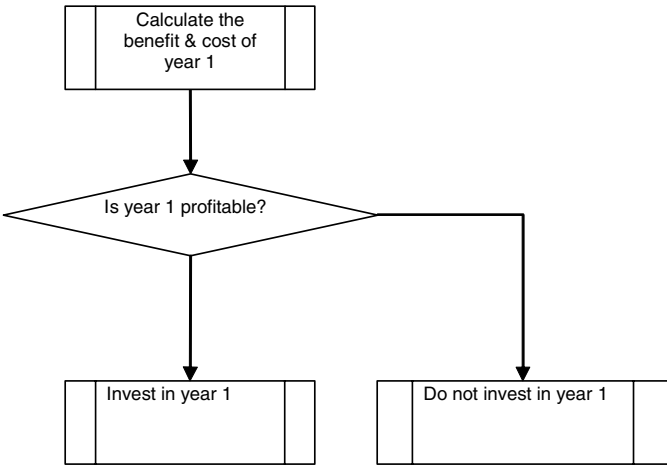 Calculate the
benefit & cost of
year 1
Is year 1 profitable?
Invest in year 1
Do not invest in year 1